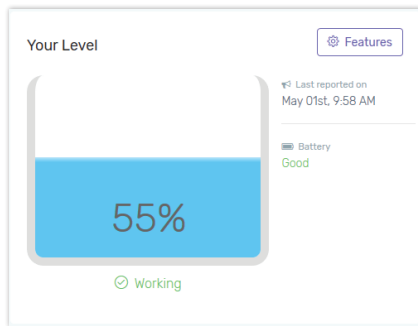 Your Level
Features
Last reported on
May 01st, 9:58 AM
Battery
Good
55%
Working